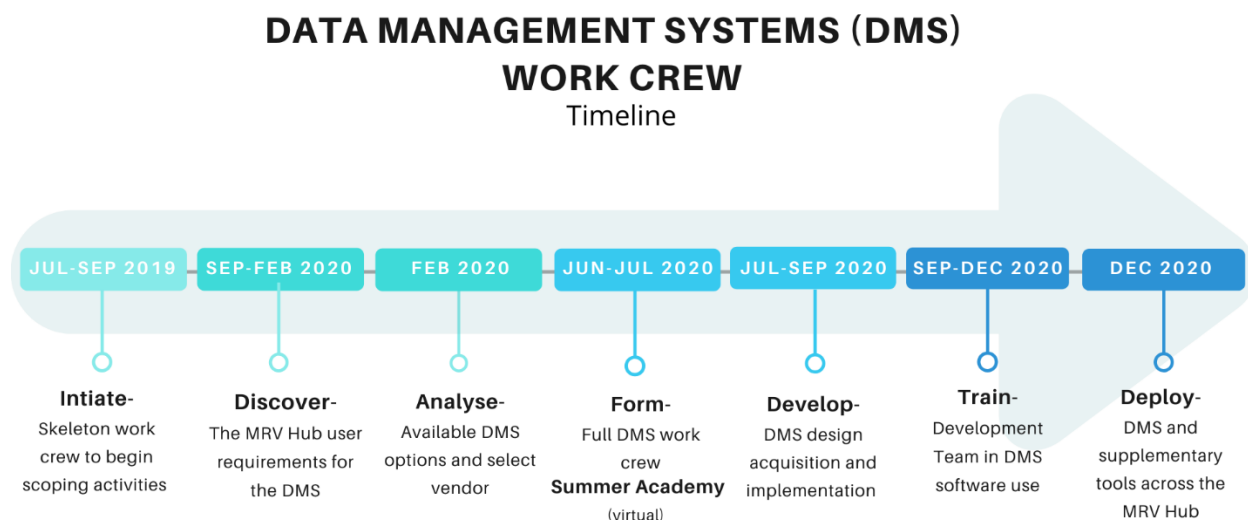 DATA MANAGEMENT SYSTEMS (DMS)
WORK CREW
Timeline
JUL-SEP 2019
SEP-FEB 2020
FEB 2020
JUN-JUL 2020
JUL-SEP 2020
SEP-DEC 2020
DEC 2020
Intiate-
Skeleton work
crew to begin
scoping activities
Discover-
The MRV Hub user
requirements for
the DMS
Analyse-
Available DMS
options and select
vendor
Form-
Full DMS work
crew
Summer Academy
(virtual)
Develop-
DMS design
acquisition and
implementation
Train-
Development
Team in DMS
software use
Deploy-
DMS and
supplementary
tools across the
MRV Hub